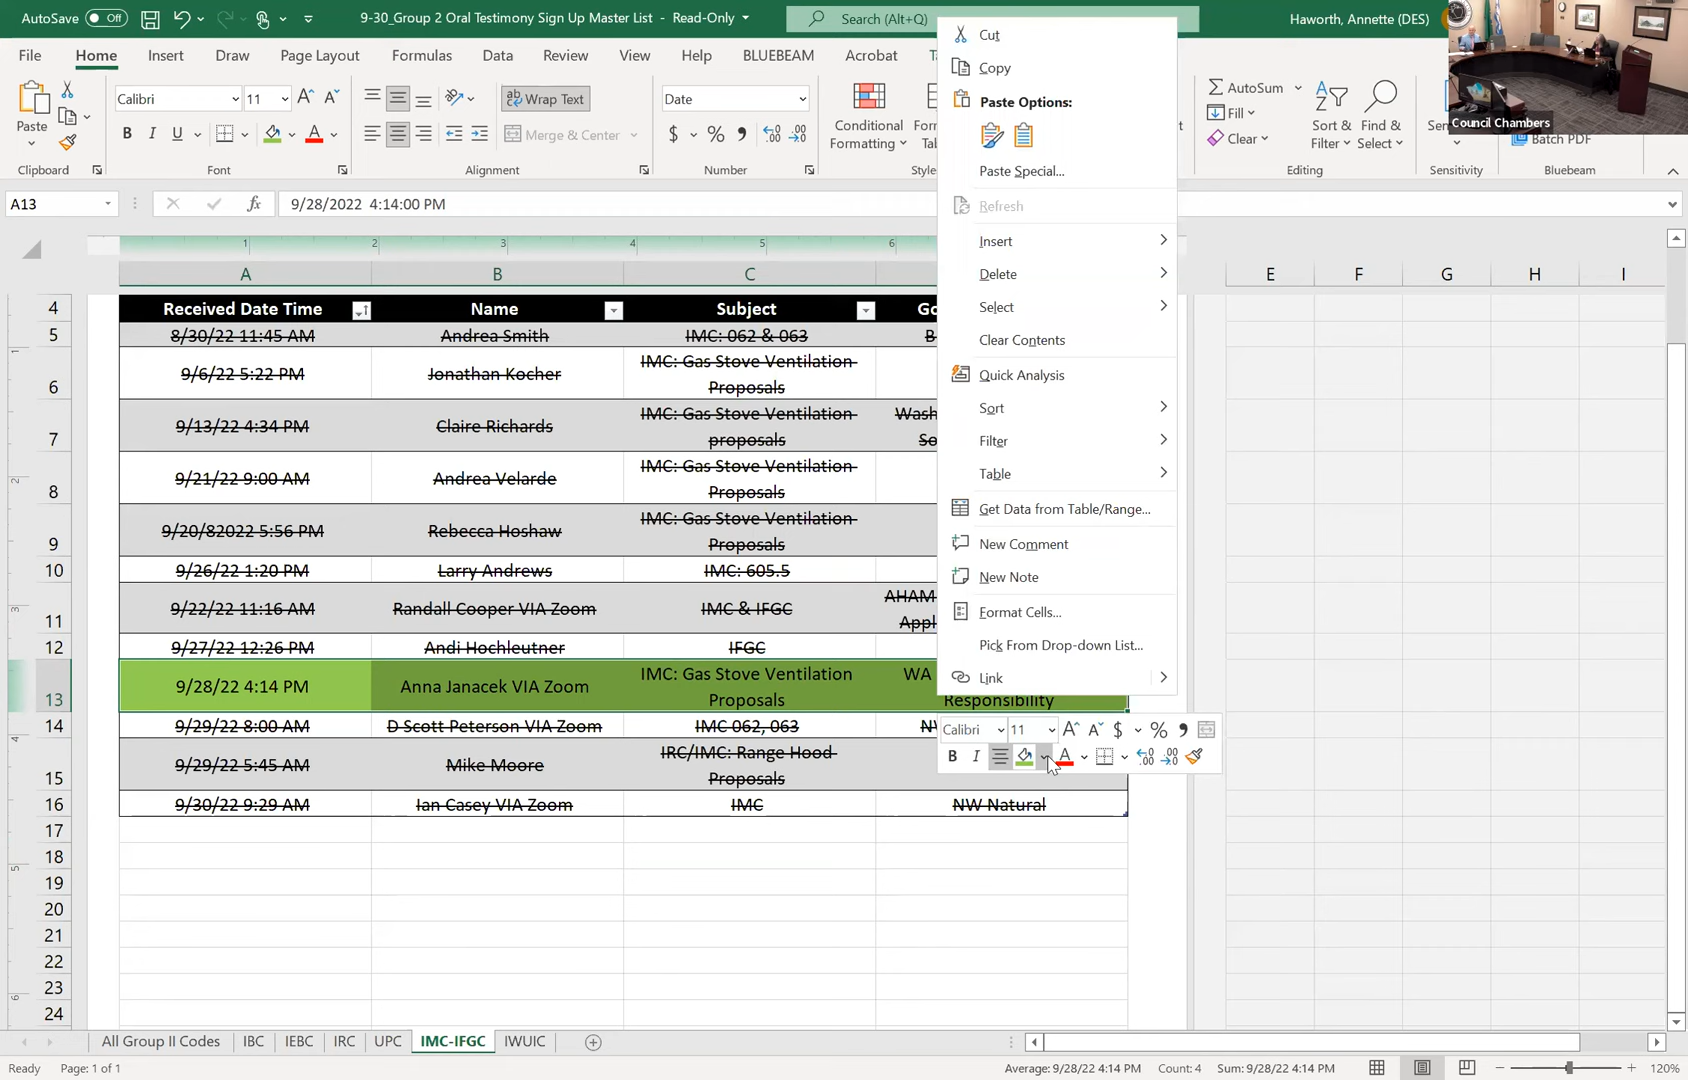 AutoSave Off 9-30_Group 2 Oral Testimony Sign Up Master List - Read-Only Search (Alt+Q) Haworth, Annette (DES)
File Home Insert Draw Page Layout Formulas Data Review View Help BLUEBEAM Acrobat
Paste Calibri 11 Wrap Text Date Conditional AutoSum Sort & Find &
Merge & Center Formatting Fill Filter Select
Clear Batch PDF
Clipboard Font Alignment Number Editing Sensitivity Bluebeam
Council Chambers
A13 9/28/2022 4:14:00 PM
1 2 3 4 5 6
A B C E F G H I
4 Received Date Time Name Subject
5 8/30/22 11:45 AM Andrea Smith IMC: 062 & 063
6 9/6/22 5:22 PM Jonathan Kocher IMC: Gas Stove Ventilation
Proposals
7 9/13/22 4:34 PM Claire Richards IMC: Gas Stove Ventilation
proposals
8 9/21/22 9:00 AM Andrea Velarde IMC: Gas Stove Ventilation
Proposals
9 9/20/82022 5:56 PM Rebecca Hoshaw IMC: Gas Stove Ventilation
Proposals
10 9/26/22 1:20 PM Larry Andrews IMC: 605.5
11 9/22/22 11:16 AM Randall Cooper VIA Zoom IMC & IFGC AHAM
12 9/27/22 12:26 PM Andi Hochleutner IFGC
13 9/28/22 4:14 PM Anna Janacek VIA Zoom IMC: Gas Stove Ventilation
Proposals WA
Responsibility
14 9/29/22 8:00 AM D Scott Peterson VIA Zoom IMC 062, 063
15 9/29/22 5:45 AM Mike Moore IRC/IMC: Range Hood
Proposals
16 9/30/22 9:29 AM Ian Casey VIA Zoom IMC NW Natural
17
18
19
20
21
22
23
24
Cut
Copy
Paste Options:
Paste Special...
Refresh
Insert
Delete
Select
Clear Contents
Quick Analysis
Sort
Filter
Table
Get Data from Table/Range...
New Comment
New Note
Format Cells...
Pick From Drop-down List...
Link
Calibri 11 A A $ % ,
B I A
All Group II Codes IBC IEBC IRC UPC IMC-IFGC IWUIC
Ready Page: 1 of 1 Average: 9/28/22 4:14 PM Count: 4 Sum: 9/28/22 4:14 PM 120%